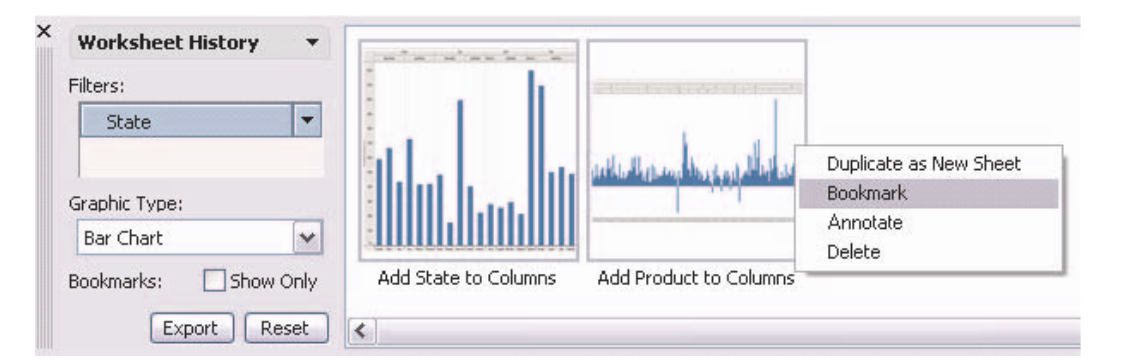 Worksheet History
Filters:
State
Graphic Type:
Bar Chart
Bookmarks:
Show Only
Export
Reset
Add State to Columns
Add Product to Columns
Duplicate as New Sheet
Bookmark
Annotate
Delete